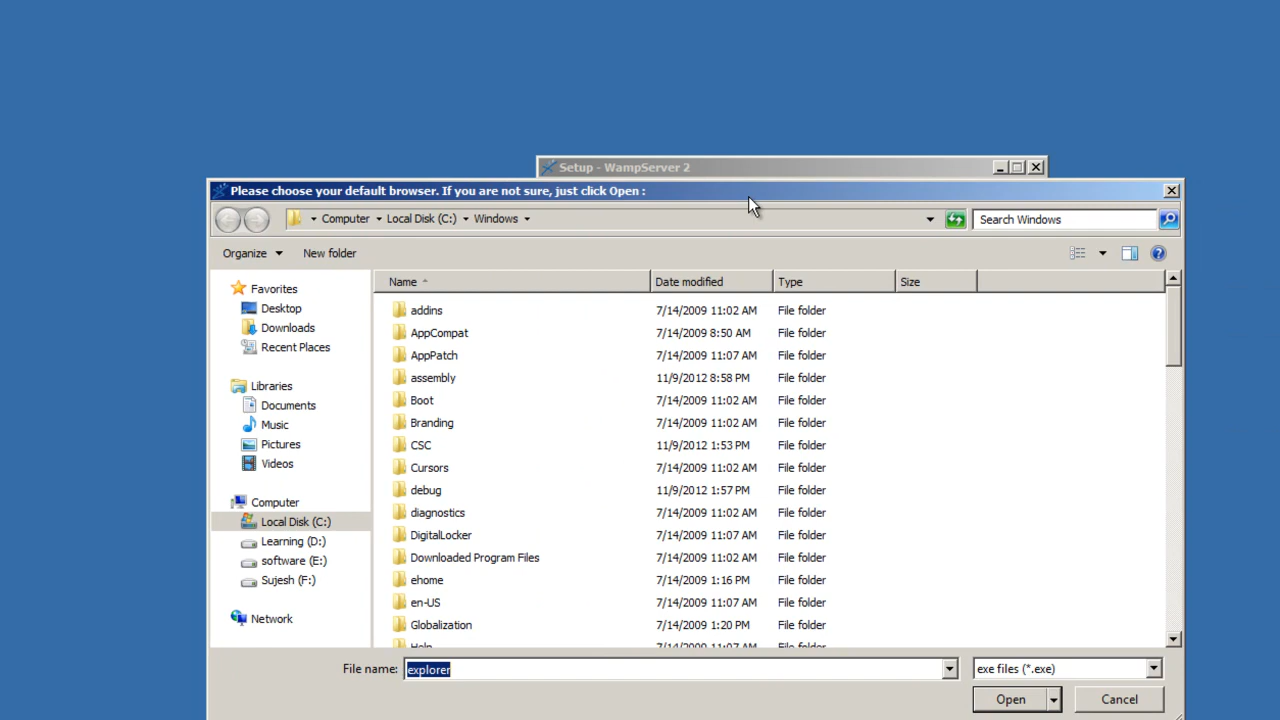 Setup - WampServer 2
Please choose your default browser. If you are not sure, just click Open :
Computer Local Disk (C:) Windows
Search Windows
Organize New folder
Name Date modified Type Size
Favorites
Desktop
Downloads
Recent Places
Libraries
Documents
Music
Pictures
Videos
Computer
Local Disk (C:)
Learning (D:)
software (E:)
Sujesh (F:)
Network
addins 7/14/2009 11:02 AM File folder
AppCompat 7/14/2009 8:50 AM File folder
AppPatch 7/14/2009 11:07 AM File folder
assembly 11/9/2012 8:58 PM File folder
Boot 7/14/2009 11:02 AM File folder
Branding 7/14/2009 11:02 AM File folder
CSC 11/9/2012 1:53 PM File folder
Cursors 7/14/2009 11:02 AM File folder
debug 11/9/2012 1:57 PM File folder
diagnostics 7/14/2009 11:02 AM File folder
DigitalLocker 7/14/2009 11:07 AM File folder
Downloaded Program Files 7/14/2009 11:02 AM File folder
ehome 7/14/2009 1:16 PM File folder
en-US 7/14/2009 11:07 AM File folder
Globalization 7/14/2009 1:20 PM File folder
Help 7/14/2009 11:02 AM File folder
File name: explorer exe files (*.exe)
Open Cancel